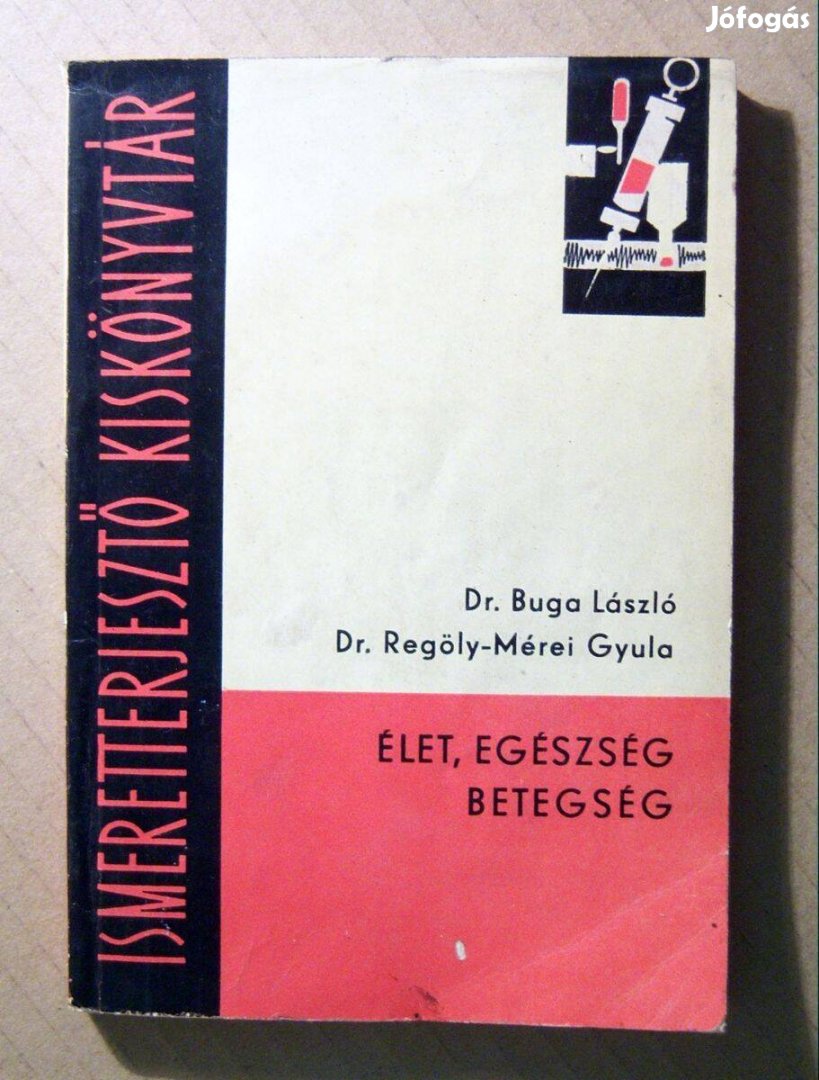 Jófogás
ISMERETTERJESZTŐ KISKÖNYVTÁR
Dr. Buga László
Dr. Regöly-Mérei Gyula
ÉLET, EGÉSZSÉG
BETEGSÉG